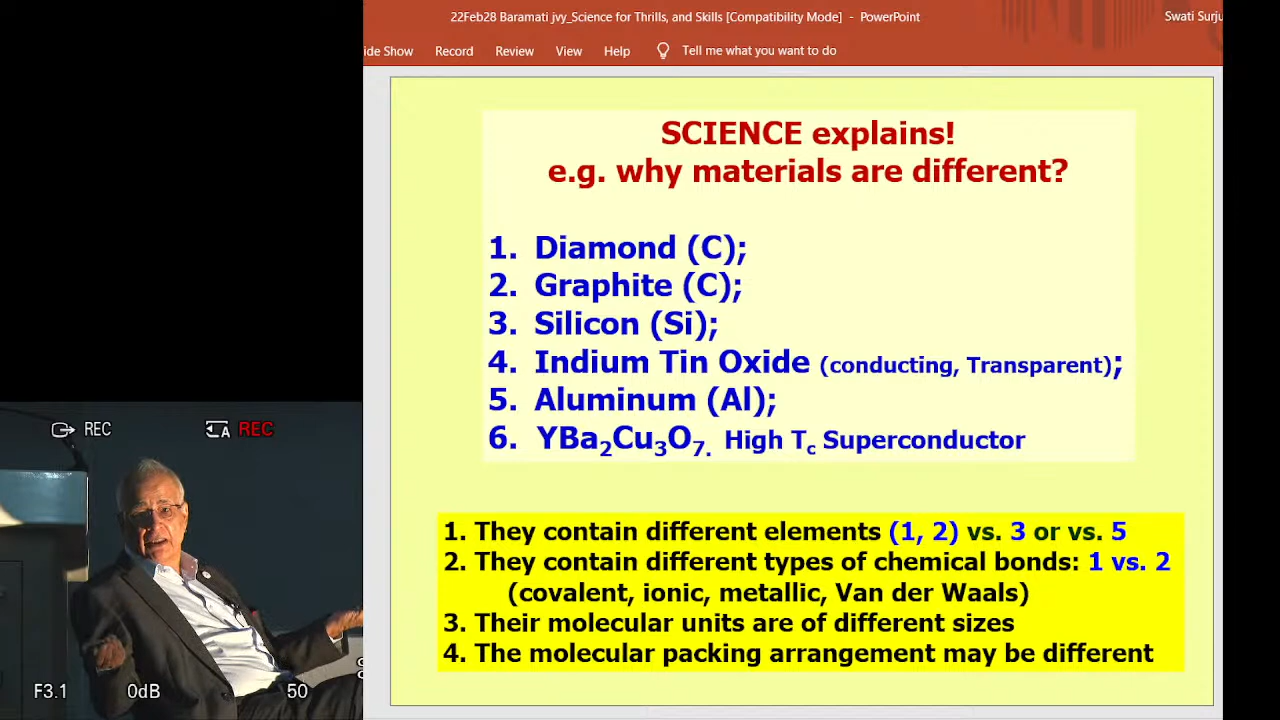 22Feb28 Baramati jvy_Science for Thrills, and Skills [Compatibility Mode] - PowerPoint
Swati Surju
ide Show Record Review View Help Tell me what you want to do
SCIENCE explains!
e.g. why materials are different?
1. Diamond (C);
2. Graphite (C);
3. Silicon (Si);
4. Indium Tin Oxide (conducting, Transparent);
5. Aluminum (Al);
6. YBa₂Cu₃O₇. High Tc Superconductor
1. They contain different elements (1, 2) vs. 3 or vs. 5
2. They contain different types of chemical bonds: 1 vs. 2
(covalent, ionic, metallic, Van der Waals)
3. Their molecular units are of different sizes
4. The molecular packing arrangement may be different
REC A REC
F3.1 0dB 50